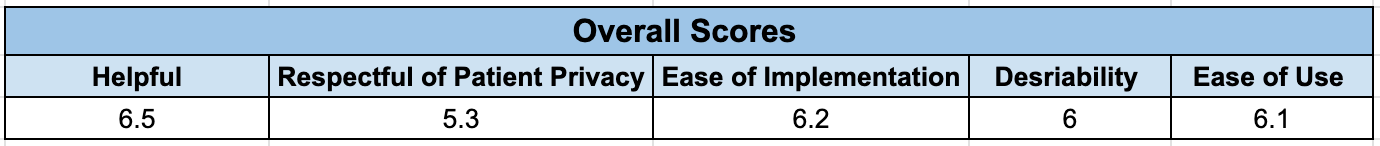 Overall Scores
Helpful Respectful of Patient Privacy Ease of Implementation Desriability Ease of Use
6.5 5.3 6.2 6 6.1